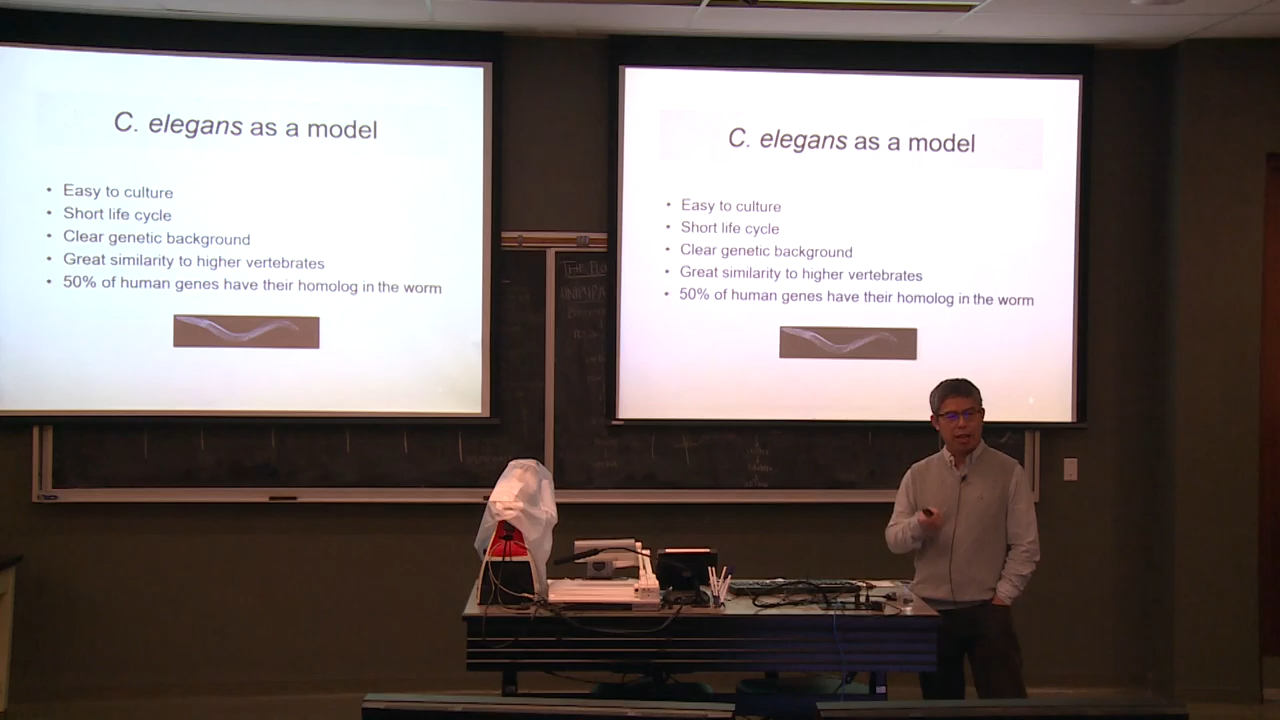 C. elegans as a model
• Easy to culture
• Short life cycle
• Clear genetic background
• Great similarity to higher vertebrates
• 50% of human genes have their homolog in the worm
C. elegans as a model
• Easy to culture
• Short life cycle
• Clear genetic background
• Great similarity to higher vertebrates
• 50% of human genes have their homolog in the worm
THE